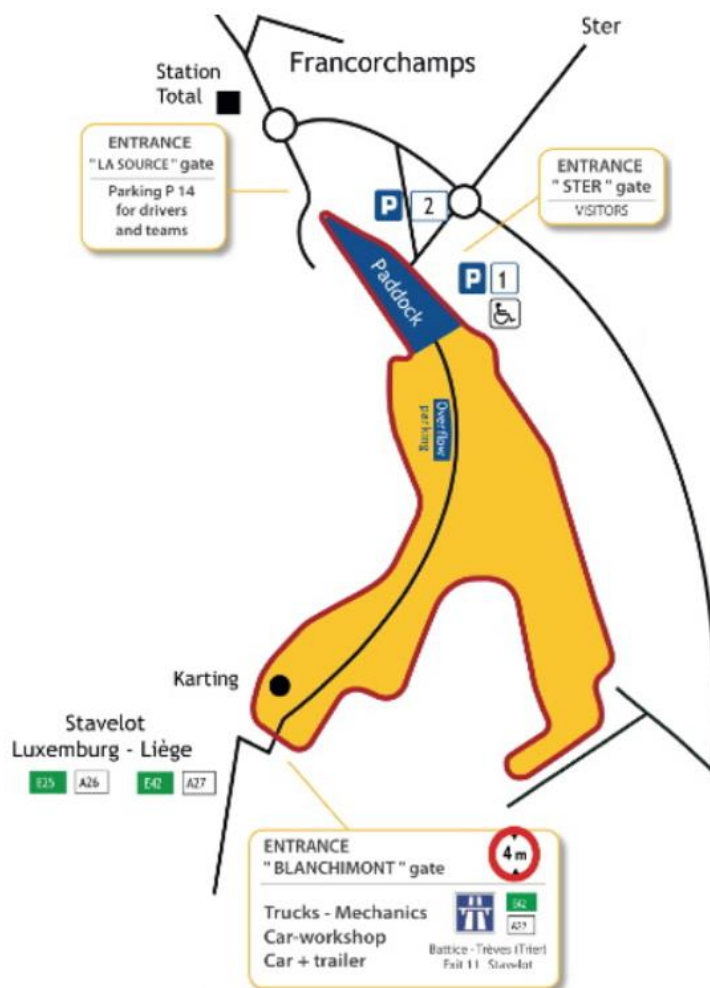 Ster
Francorchamps
Station
Total
ENTRANCE
"LA SOURCE" gate
Parking P 14
for drivers
and teams
ENTRANCE
"STER" gate
VISITORS
P 2
P 1
Paddock
Overflow
parking
Karting
Stavelot
Luxemburg - Liège
E25 A26 E42 A27
ENTRANCE
"BLANCHIMONT" gate
4 m
Trucks - Mechanics
Car-workshop
Car + trailer
E42
A27
Battice - Trèves (Trier)
Exit 11 Stavelot